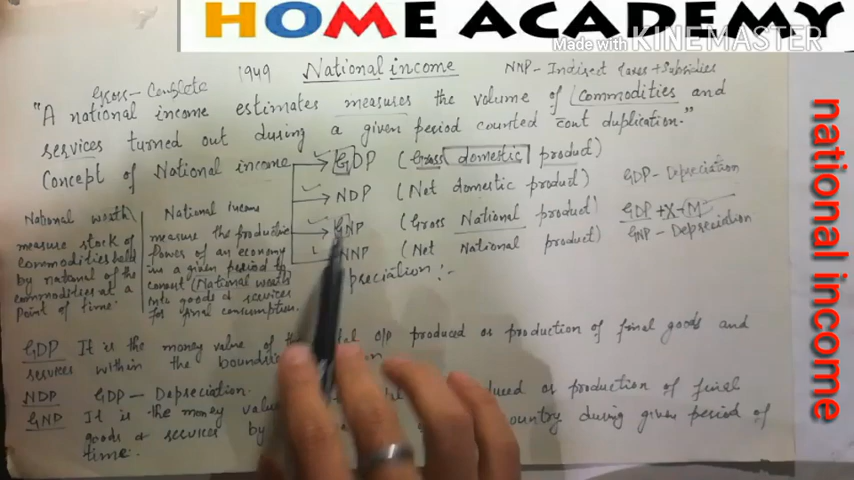 HOME ACADEMY
Made with KINEMASTER
Gross - Complete 1949 National income NNP - Indirect Taxes + Subsidies
"A national income estimates measures the volume of commodities and
services turned out during a given period counted out duplication."
Concept of National income
GDP (Gross domestic product)
NDP (Net domestic product) GDP - Depreciation
GNP (Gross National product) GDP + X - M
NNP (Net National product) GNP - Depreciation
preciation :-
National worth
measure stock of
commodities held
by national of the
commodities at a
Point of time.
National income
measure the productive
Power of an economy
in a given period to
convert National worth
into goods & services
for final consumption.
GDP It is the money value of the o/p produced or production of final goods and
services within the
NDP GDP - Depreciation.
GNP It is the money value duced or production of final
goods & services by country during given period of
time.
national income